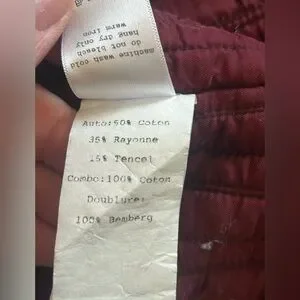 machine wash cold
do not bleach
hang dry only
warm iron
Auto:50% Coton
35% Rayonne
15% Tencel
Combo:100% Coton
Doublure:
100% Bemberg